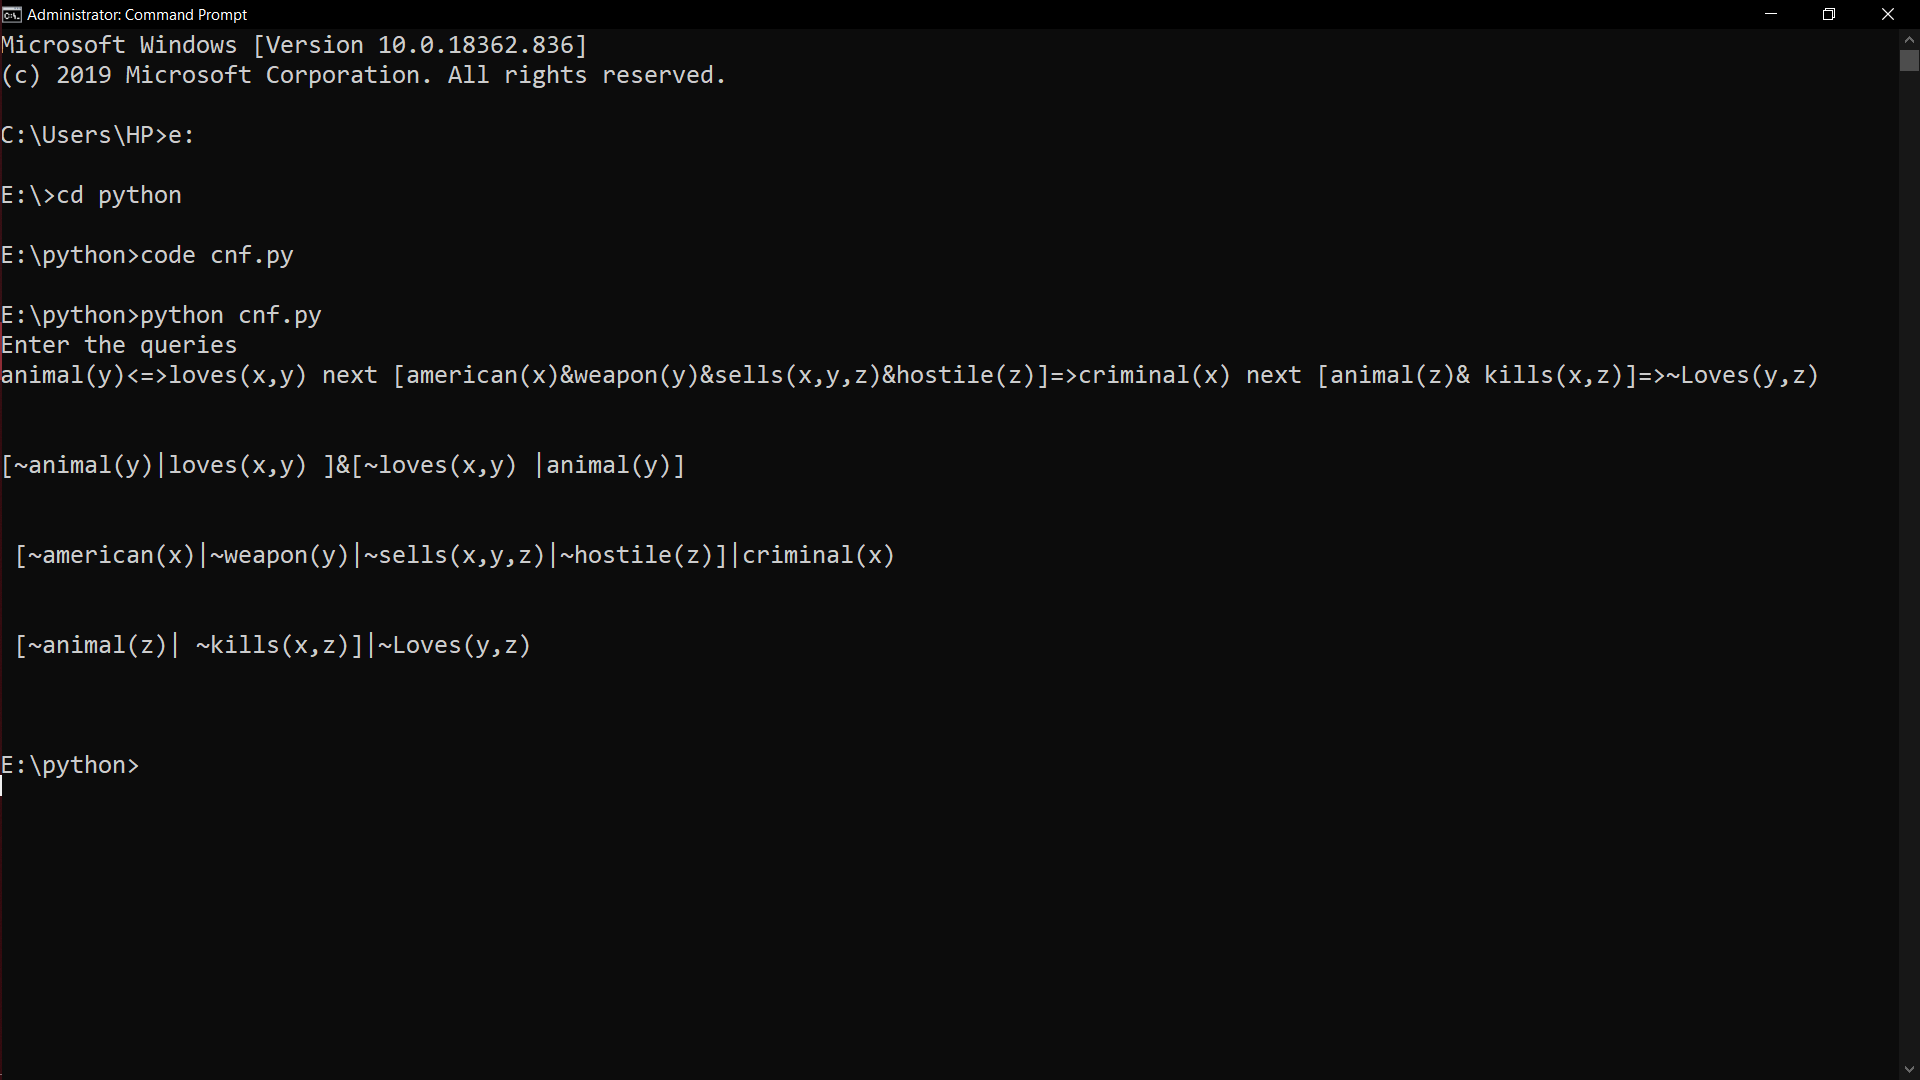 Administrator: Command Prompt
Microsoft Windows [Version 10.0.18362.836]
(c) 2019 Microsoft Corporation. All rights reserved.
C:\Users\HP>e:
E:\>cd python
E:\python>code cnf.py
E:\python>python cnf.py
Enter the queries
animal(y)<=>loves(x,y) next [american(x)&weapon(y)&sells(x,y,z)&hostile(z)]=>criminal(x) next [animal(z)& kills(x,z)]=>~Loves(y,z)
[~animal(y)|loves(x,y) ]&[~loves(x,y) |animal(y)]
[~american(x)|~weapon(y)|~sells(x,y,z)|~hostile(z)]|criminal(x)
[~animal(z)| ~kills(x,z)]|~Loves(y,z)
E:\python>